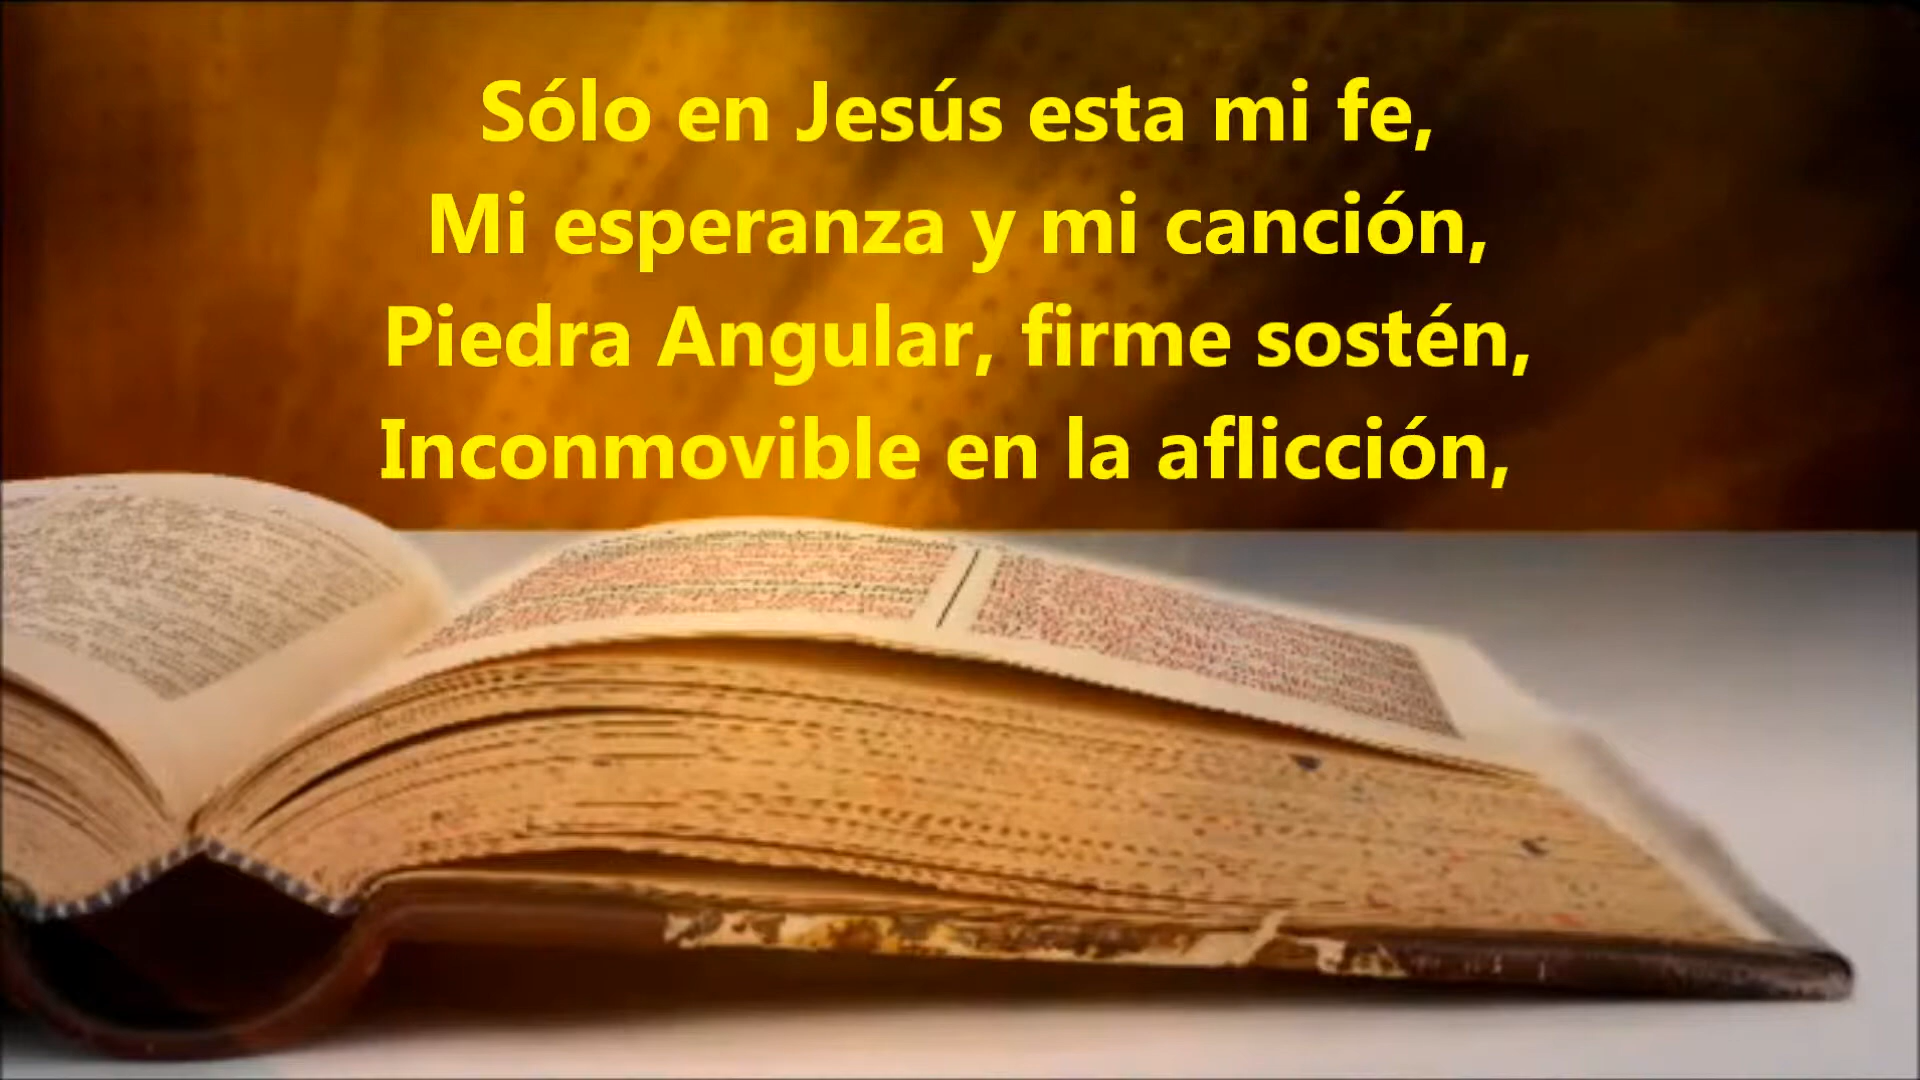 Sólo en Jesús esta mi fe,
Mi esperanza y mi canción,
Piedra Angular, firme sostén,
Inconmovible en la aflicción,